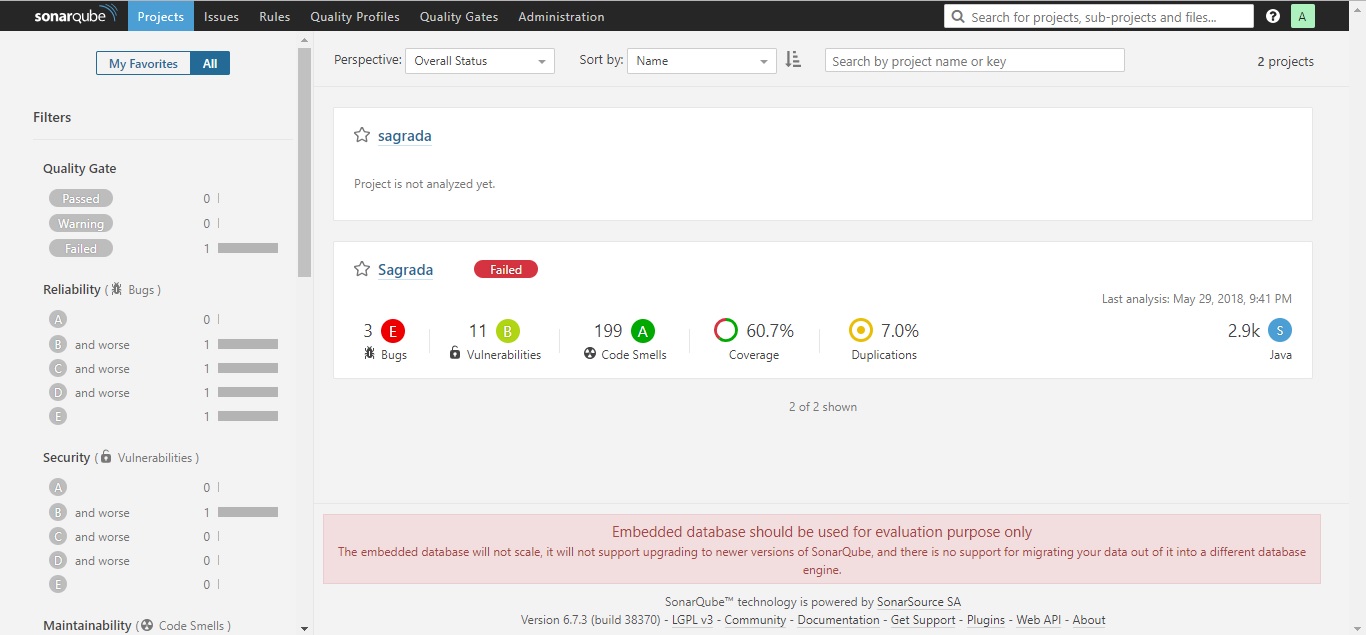 sonarqube Projects Issues Rules Quality Profiles Quality Gates Administration Search for projects, sub-projects and files... ? A
My Favorites All
Filters
Quality Gate
Passed 0
Warning 0
Failed 1
Reliability ( Bugs )
A 0
B and worse 1
C and worse 1
D and worse 1
E 1
Security ( Vulnerabilities )
A 0
B and worse 1
C and worse 0
D and worse 0
E 0
Maintainability ( Code Smells )
Perspective: Overall Status Sort by: Name Search by project name or key 2 projects
sagrada
Project is not analyzed yet.
Sagrada Failed
Last analysis: May 29, 2018, 9:41 PM
3 E 11 B 199 A 60.7% 7.0% 2.9k S
Bugs Vulnerabilities Code Smells Coverage Duplications Java
2 of 2 shown
Embedded database should be used for evaluation purpose only
The embedded database will not scale, it will not support upgrading to newer versions of SonarQube, and there is no support for migrating your data out of it into a different database
engine.
SonarQube™ technology is powered by SonarSource SA
Version 6.7.3 (build 38370) - LGPL v3 - Community - Documentation - Get Support - Plugins - Web API - About